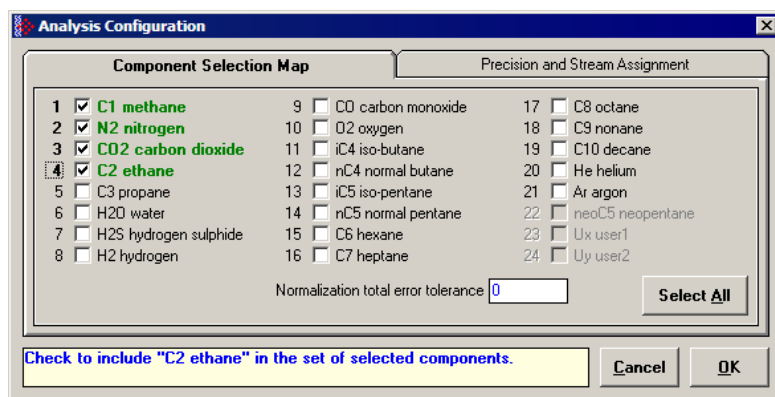 Analysis Configuration
Component Selection Map
Precision and Stream Assignment
1 C1 methane
2 N2 nitrogen
3 CO2 carbon dioxide
4 C2 ethane
5 C3 propane
6 H2O water
7 H2S hydrogen sulphide
8 H2 hydrogen
9 CO carbon monoxide
10 O2 oxygen
11 iC4 iso-butane
12 nC4 normal butane
13 iC5 iso-pentane
14 nC5 normal pentane
15 C6 hexane
16 C7 heptane
17 C8 octane
18 C9 nonane
19 C10 decane
20 He helium
21 Ar argon
22 neoC5 neopentane
23 Ux user1
24 Uy user2
Normalization total error tolerance 0
Select All
Check to include "C2 ethane" in the set of selected components.
Cancel
OK